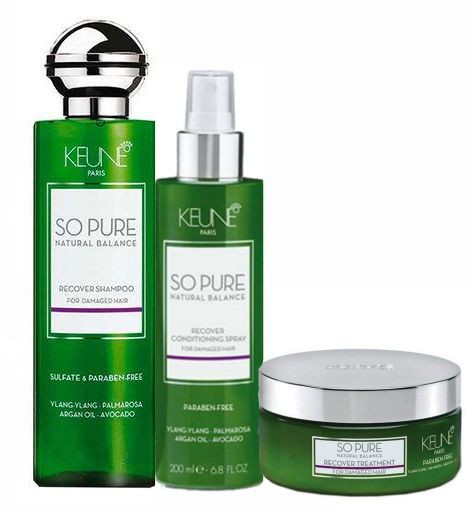 KEUNE
PARIS
SO PURE
NATURAL BALANCE
RECOVER SHAMPOO
FOR DAMAGED HAIR
SULFATE & PARABEN-FREE
YLANG-YLANG - PALMAROSA
ARGAN OIL - AVOCADO
KEUNE
PARIS
SO PURE
NATURAL BALANCE
RECOVER
CONDITIONING SPRAY
FOR DAMAGED HAIR
PARABEN-FREE
YLANG-YLANG - PALMAROSA
ARGAN OIL - AVOCADO
200 ml e - 6.8 FL.OZ
SO PURE
NATURAL BALANCE
RECOVER TREATMENT
FOR DAMAGED HAIR
KEUNE
PARIS
PARABEN-FREE